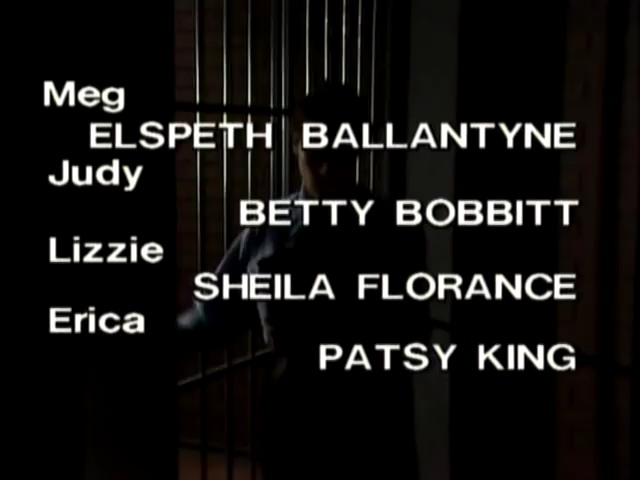 Meg
ELSPETH BALLANTYNE
Judy
BETTY BOBBITT
Lizzie
SHEILA FLORANCE
Erica
PATSY KING